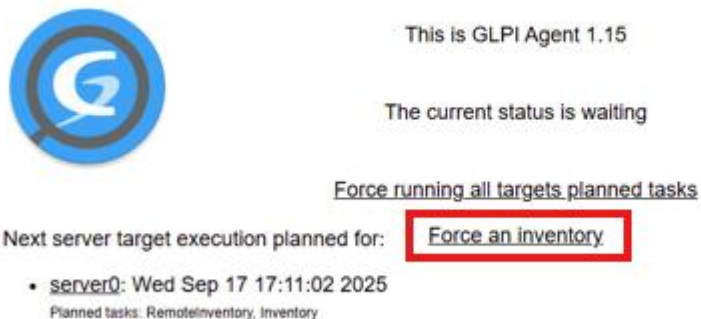 This is GLPI Agent 1.15
The current status is waiting
Force running all targets planned tasks
Next server target execution planned for: Force an inventory
• server0: Wed Sep 17 17:11:02 2025
Planned tasks: RemoteInventory, Inventory